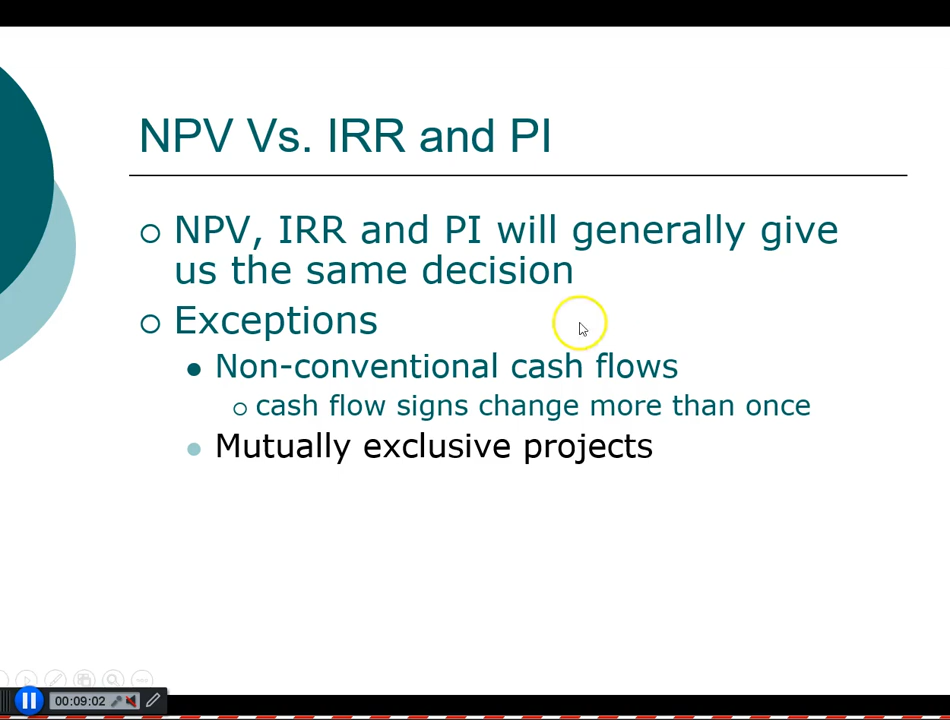 NPV Vs. IRR and PI
NPV, IRR and PI will generally give
us the same decision
Exceptions
Non-conventional cash flows
cash flow signs change more than once
Mutually exclusive projects
00:09:02